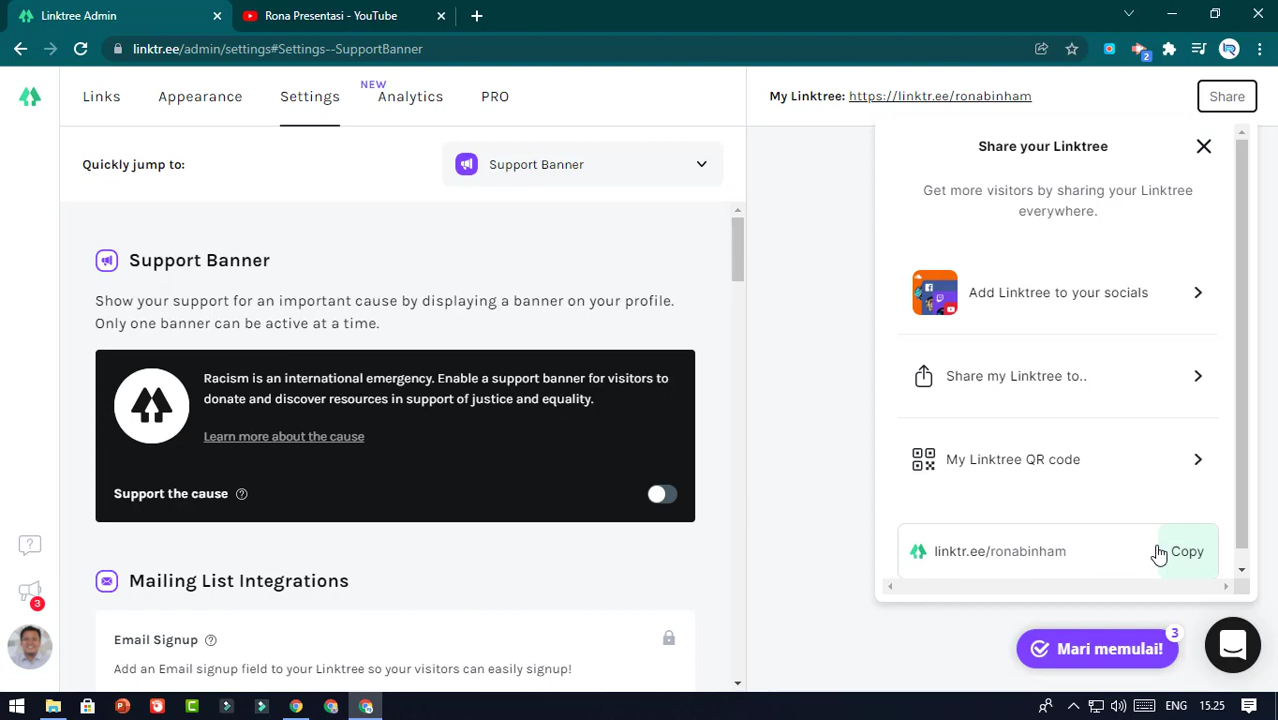 Linktree Admin
Rona Presentasi - YouTube
linktr.ee/admin/settings#Settings--SupportBanner
2
Links
Appearance
Settings
NEW
Analytics
PRO
My Linktree: https://linktr.ee/ronabinham
Share
Quickly jump to:
Support Banner
Share your Linktree
Get more visitors by sharing your Linktree
everywhere.
Support Banner
Show your support for an important cause by displaying a banner on your profile.
Only one banner can be active at a time.
Add Linktree to your socials
Racism is an international emergency. Enable a support banner for visitors to
donate and discover resources in support of justice and equality.
Learn more about the cause
Share my Linktree to..
My Linktree QR code
Support the cause
linktr.ee/ronabinham
Copy
Mailing List Integrations
Email Signup
Add an Email signup field to your Linktree so your visitors can easily signup!
3
Mari memulai!
3
ENG
15.25